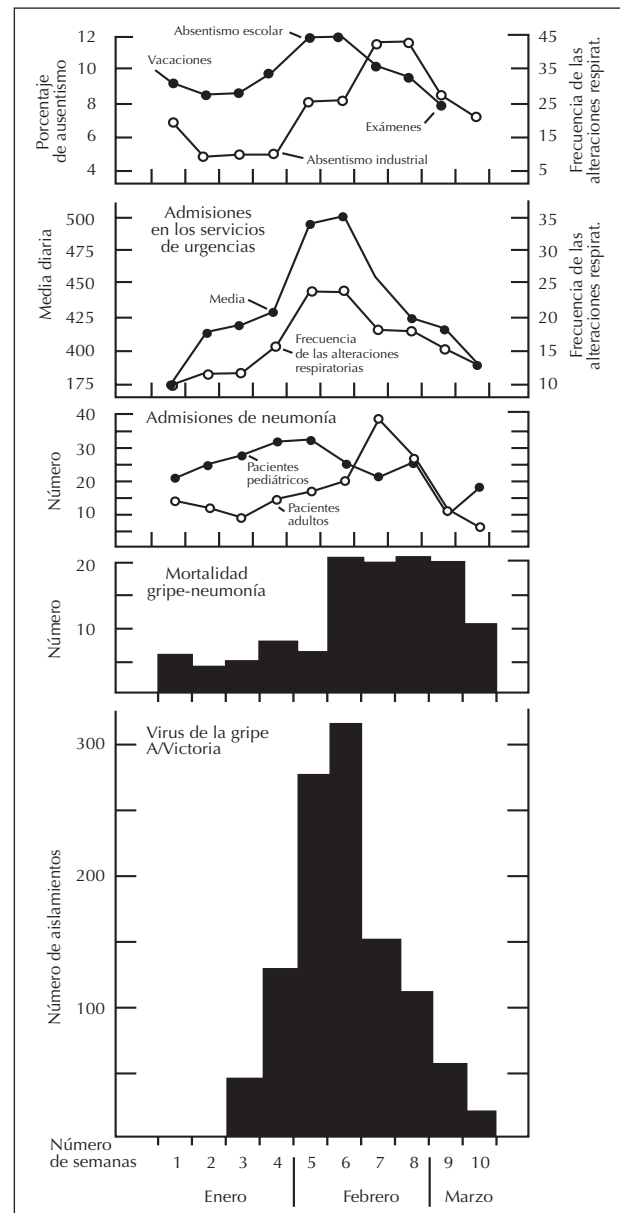 Porcentaje
de ausentismo
12
10
8
6
4
Absentismo escolar
Vacaciones
Exámenes
Absentismo industrial
45
35
25
15
5
Frecuencia de las
alteraciones respirat.
Media diaria
500
475
450
425
400
175
Admisiones
en los servicios
de urgencias
Media
Frecuencia
de las alteraciones
respiratorias
35
30
25
20
15
10
Frecuencia de las
alteraciones respirat.
Número
40
30
20
10
Admisiones de neumonía
Pacientes
pediátricos
Pacientes
adultos
Número
20
10
Mortalidad
gripe-neumonía
Número de aislamientos
300
200
100
Virus de la gripe
A/Victoria
Número
de semanas
1 2 3 4 5 6 7 8 9 10
Enero Febrero Marzo